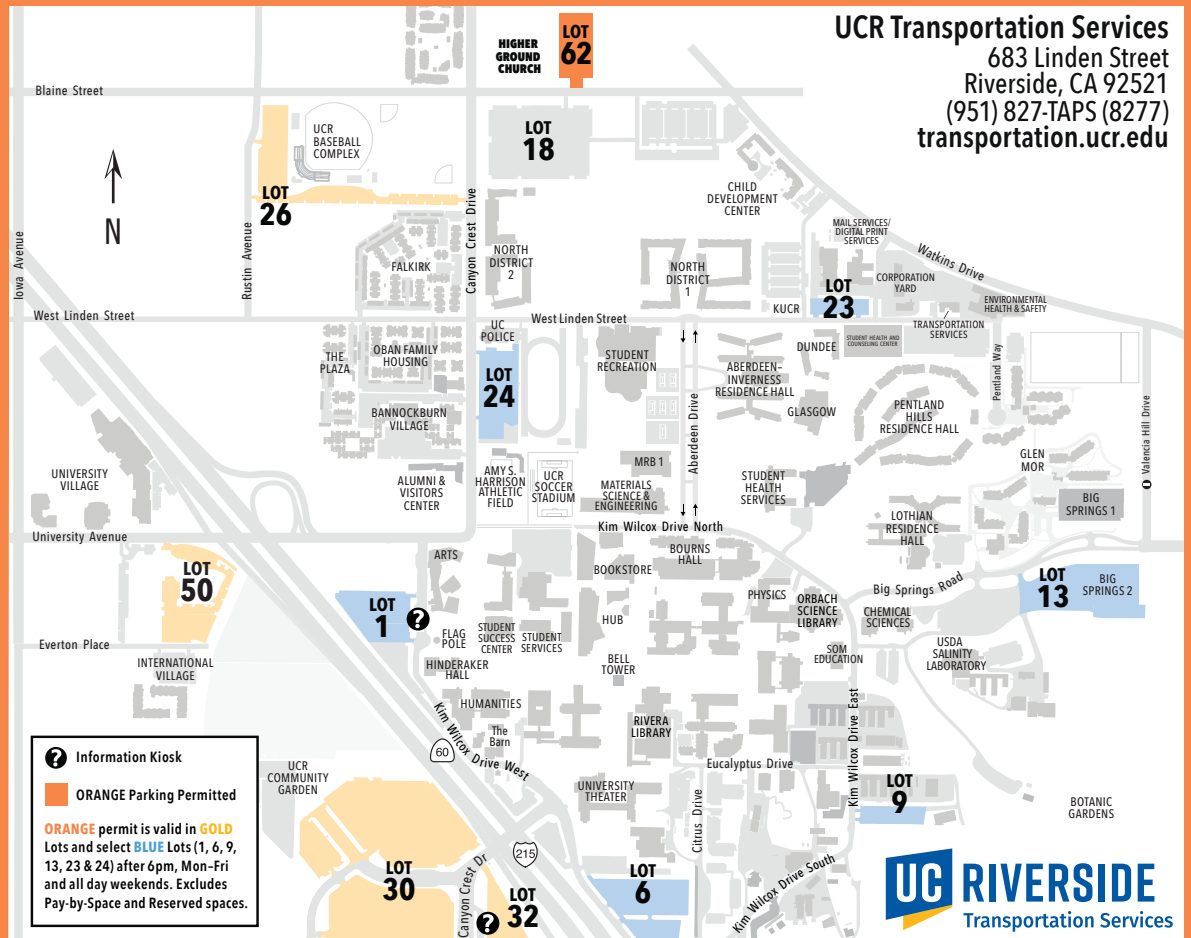 UCR Transportation Services
683 Linden Street
Riverside, CA 92521
(951) 827-TAPS (8277)
transportation.ucr.edu
HIGHER
GROUND
CHURCH
LOT
62
Blaine Street
UCR
BASEBALL
COMPLEX
LOT
18
N
LOT
26
CHILD
DEVELOPMENT
CENTER
MAIL SERVICES/
DIGITAL PRINT
SERVICES
Watkins Drive
Iowa Avenue
Rustin Avenue
Canyon Crest Drive
FALKIRK
NORTH
DISTRICT
2
NORTH
DISTRICT
1
CORPORATION
YARD
LOT
23
KUCR
ENVIRONMENTAL
HEALTH & SAFETY
West Linden Street
West Linden Street
TRANSPORTATION
SERVICES
UC
POLICE
THE
PLAZA
OBAN FAMILY
HOUSING
LOT
24
STUDENT
RECREATION
DUNDEE
STUDENT HEALTH AND
COUNSELING CENTER
ABERDEEN–
INVERNESS
RESIDENCE HALL
Pentland Way
BANNOCKBURN
VILLAGE
Aberdeen Drive
GLASGOW
PENTLAND
HILLS
RESIDENCE HALL
Valencia Hill Drive
UNIVERSITY
VILLAGE
ALUMNI &
VISITORS
CENTER
AMY S.
HARRISON
ATHLETIC
FIELD
UCR
SOCCER
STADIUM
MRB 1
MATERIALS
SCIENCE &
ENGINEERING
STUDENT
HEALTH
SERVICES
GLEN
MOR
BIG
SPRINGS 1
LOTHIAN
RESIDENCE
HALL
University Avenue
Kim Wilcox Drive North
ARTS
BOOKSTORE
BOURNS
HALL
LOT
50
LOT
1
?
PHYSICS
ORBACH
SCIENCE
LIBRARY
Big Springs Road
LOT
13
BIG
SPRINGS 2
CHEMICAL
SCIENCES
FLAG
POLE
STUDENT
SUCCESS
CENTER
STUDENT
SERVICES
HUB
Everton Place
INTERNATIONAL
VILLAGE
HINDERAKER
HALL
BELL
TOWER
SOM
EDUCATION
USDA
SALINITY
LABORATORY
HUMANITIES
The
Barn
RIVERA
LIBRARY
Kim Wilcox Drive West
60
Kim Wilcox Drive East
Eucalyptus Drive
UCR
COMMUNITY
GARDEN
UNIVERSITY
THEATER
LOT
9
BOTANIC
GARDENS
Citrus Drive
215
LOT
30
Canyon Crest Dr
LOT
32
?
LOT
6
Kim Wilcox Drive South
? Information Kiosk
ORANGE Parking Permitted
ORANGE permit is valid in GOLD
Lots and select BLUE Lots (1, 6, 9,
13, 23 & 24) after 6pm, Mon–Fri
and all day weekends. Excludes
Pay-by-Space and Reserved spaces.
UC RIVERSIDE
Transportation Services